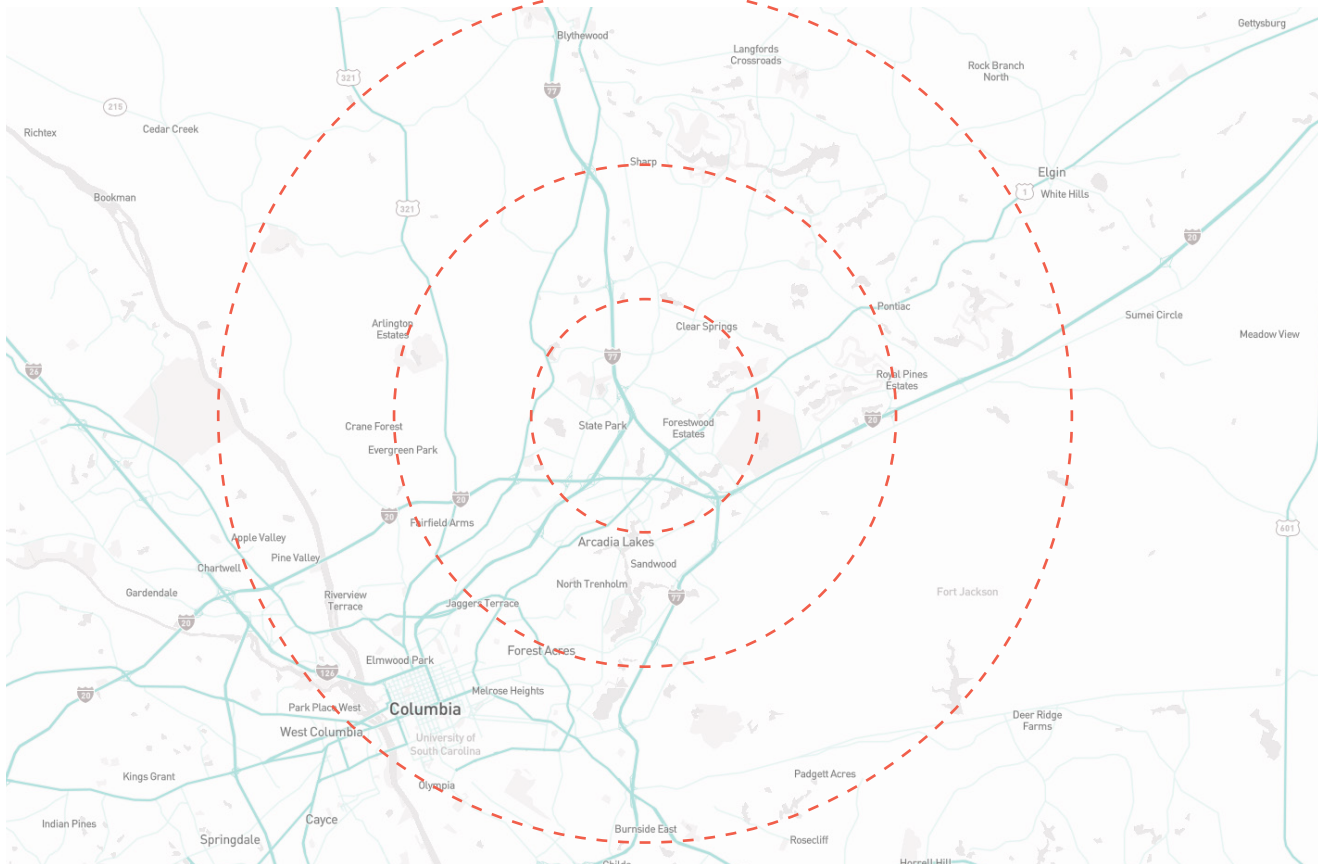 Gettysburg
Blythewood
Langfords
Crossroads
Rock Branch
North
321
77
215
Cedar Creek
Richtex
Sharp
Elgin
1
White Hills
Bookman
321
20
Pontiac
Sumei Circle
Arlington
Estates
Clear Springs
Meadow View
77
26
Royal Pines
Estates
Crane Forest
State Park
Forestwood
Estates
20
Evergreen Park
20
20
Fairfield Arms
601
Apple Valley
Arcadia Lakes
Pine Valley
Sandwood
Chartwell
North Trenholm
Gardendale
Riverview
Terrace
77
Fort Jackson
Jaggers Terrace
20
Forest Acres
Elmwood Park
126
20
Melrose Heights
Park Place West
Columbia
Deer Ridge
Farms
West Columbia
University of
South Carolina
Kings Grant
Padgett Acres
Olympia
Indian Pines
Cayce
Burnside East
Springdale
Rosecliff